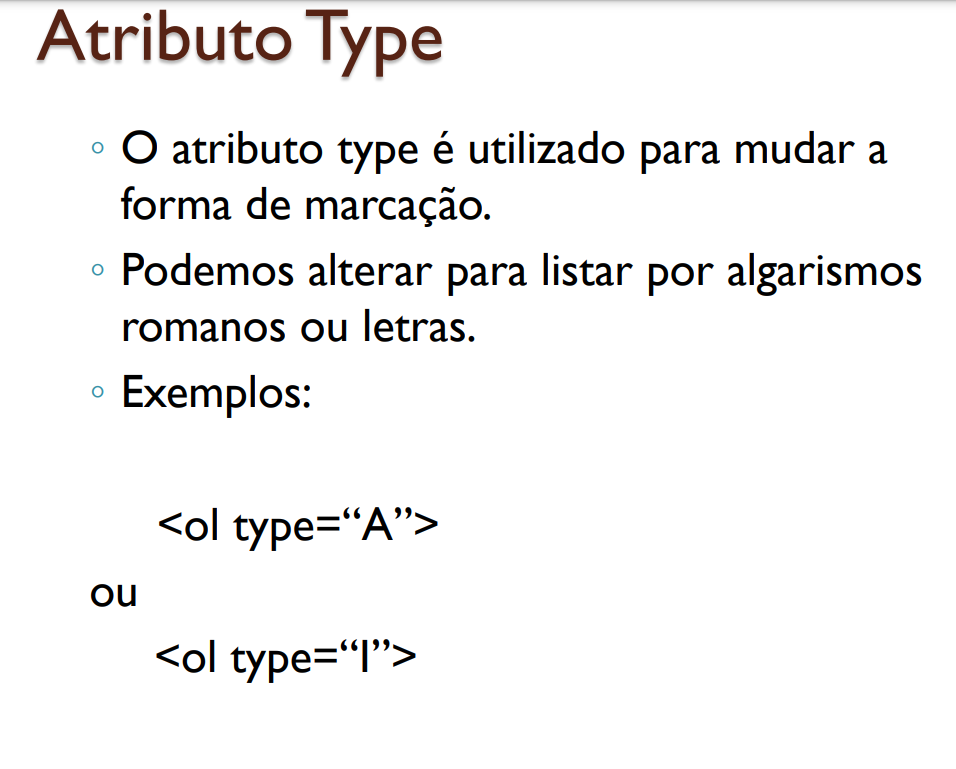 Atributo Type
◦ O atributo type é utilizado para mudar a
forma de marcação.
◦ Podemos alterar para listar por algarismos
romanos ou letras.
◦ Exemplos:
<ol type=“A”>
ou
<ol type=“I”>